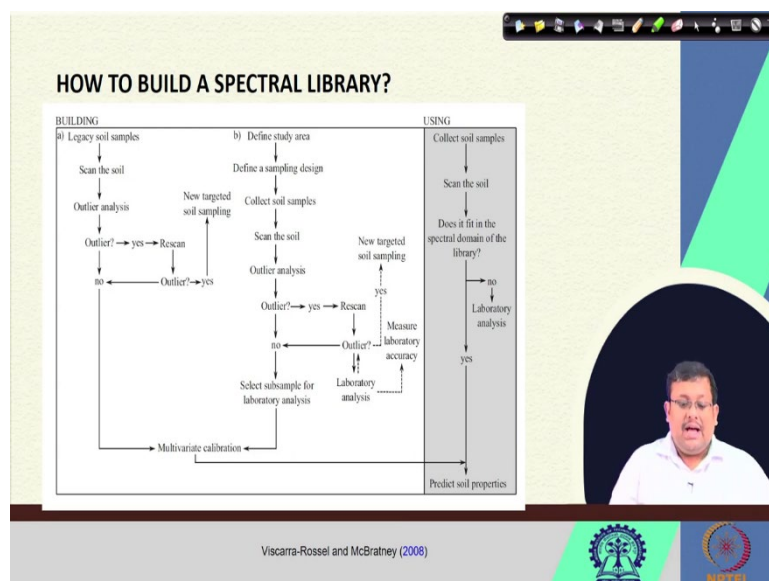 HOW TO BUILD A SPECTRAL LIBRARY?
BUILDING
a) Legacy soil samples
Scan the soil
Outlier analysis
Outlier?
yes
Rescan
no
Outlier?
yes
New targeted
soil sampling
b) Define study area
Define a sampling design
Collect soil samples
Scan the soil
Outlier analysis
Outlier?
yes
Rescan
no
Outlier?
yes
New targeted
soil sampling
Laboratory
analysis
Measure
laboratory
accuracy
Select subsample for
laboratory analysis
Multivariate calibration
USING
Collect soil samples
Scan the soil
Does it fit in the
spectral domain of the
library?
no
Laboratory
analysis
yes
Predict soil properties
Viscarra-Rossel and McBratney (2008)
NPTEL